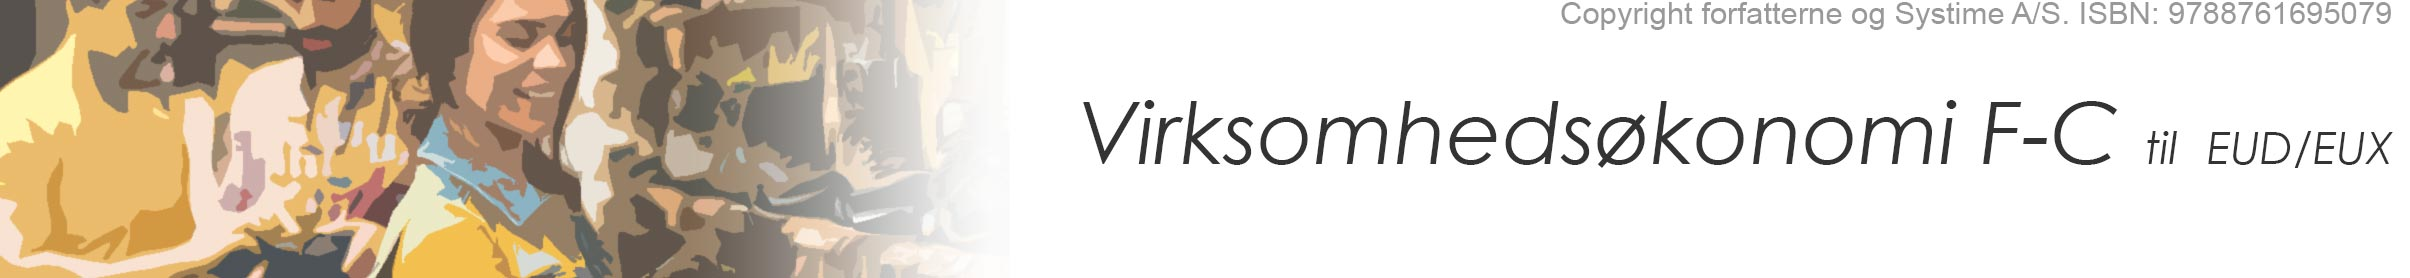 Copyright forfatterne og Systime A/S. ISBN: 9788761695079
Virksomhedsøkonomi F-C til EUD/EUX